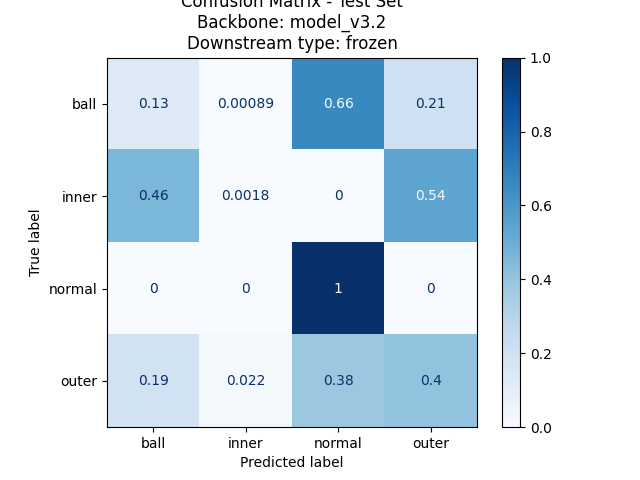 Confusion Matrix - Test Set
Backbone: model_v3.2
Downstream type: frozen
1.0
ball 0.13 0.00089 0.66 0.21
0.8
inner 0.46 0.0018 0 0.54
0.6
True label
normal 0 0 1 0
0.4
outer 0.19 0.022 0.38 0.4
0.2
0.0
ball inner normal outer
Predicted label